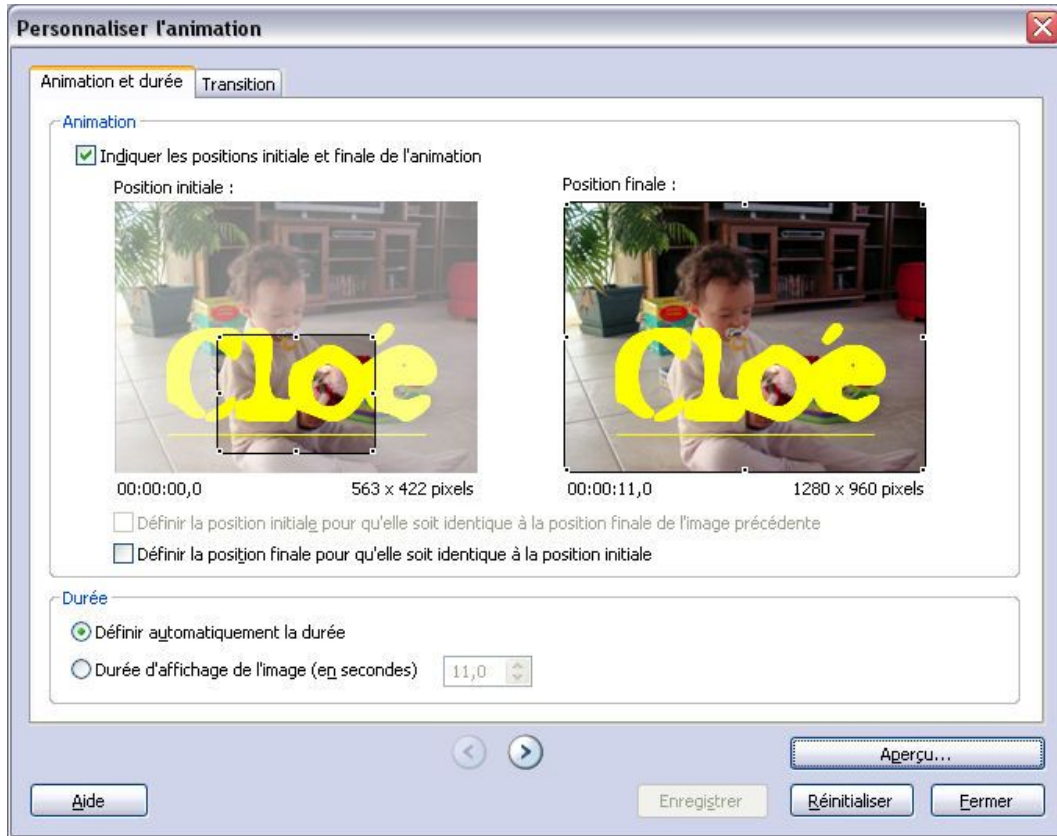 Personnaliser l'animation
Animation et durée
Transition
Animation
Indiquer les positions initiale et finale de l'animation
Position initiale :
Position finale :
Cloé
Cloé
00:00:00,0
563 x 422 pixels
00:00:11,0
1280 x 960 pixels
Définir la position initiale pour qu'elle soit identique à la position finale de l'image précédente
Définir la position finale pour qu'elle soit identique à la position initiale
Durée
Définir automatiquement la durée
Durée d'affichage de l'image (en secondes)
11,0
Aperçu...
Aide
Enregistrer
Réinitialiser
Fermer